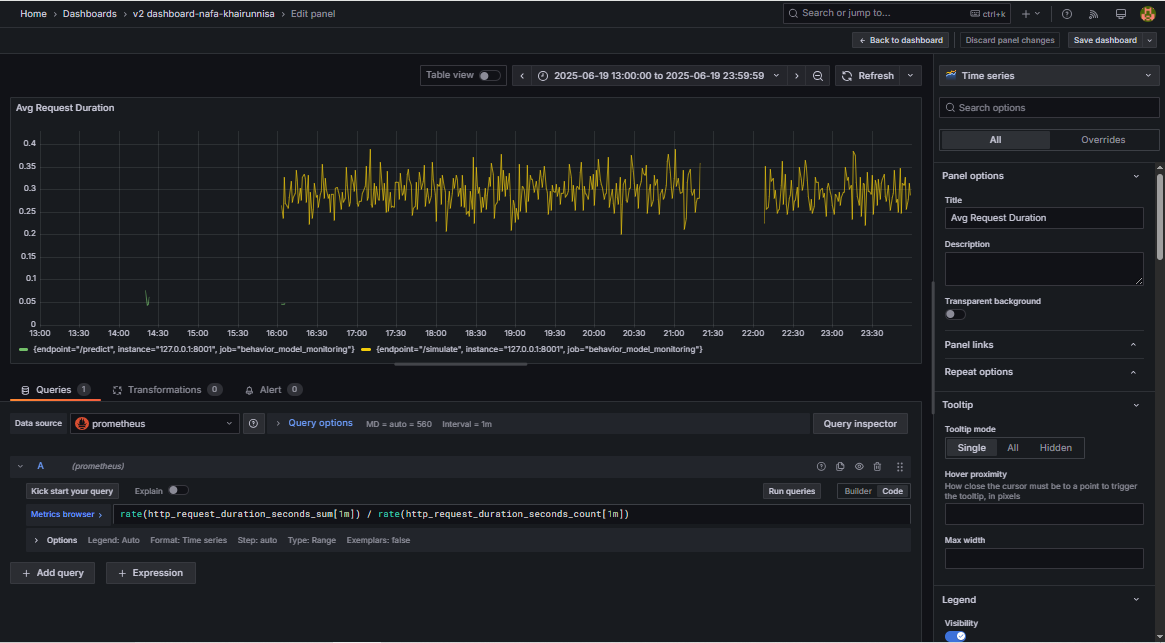 Home › Dashboards › v2 dashboard-nafa-khairunnisa › Edit panel
Search or jump to... ctrl+k
Back to dashboard
Discard panel changes
Save dashboard
Table view
2025-06-19 13:00:00 to 2025-06-19 23:59:59
Refresh
Avg Request Duration
0.4
0.35
0.3
0.25
0.2
0.15
0.1
0.05
0
13:00 13:30 14:00 14:30 15:00 15:30 16:00 16:30 17:00 17:30 18:00 18:30 19:00 19:30 20:00 20:30 21:00 21:30 22:00 22:30 23:00 23:30
{endpoint="/predict", instance="127.0.0.1:8001", job="behavior_model_monitoring"} {endpoint="/simulate", instance="127.0.0.1:8001", job="behavior_model_monitoring"}
Queries 1 Transformations 0 Alert 0
Data source prometheus › Query options MD = auto = 560 Interval = 1m Query inspector
A (prometheus)
Kick start your query Explain Run queries Builder Code
Metrics browser › rate(http_request_duration_seconds_sum[1m]) / rate(http_request_duration_seconds_count[1m])
› Options Legend: Auto Format: Time series Step: auto Type: Range Exemplars: false
+ Add query + Expression
Time series
Search options
All Overrides
Panel options
Title
Avg Request Duration
Description
Transparent background
Panel links
Repeat options
Tooltip
Tooltip mode
Single All Hidden
Hover proximity
How close the cursor must be to a point to trigger
the tooltip, in pixels
Max width
Legend
Visibility